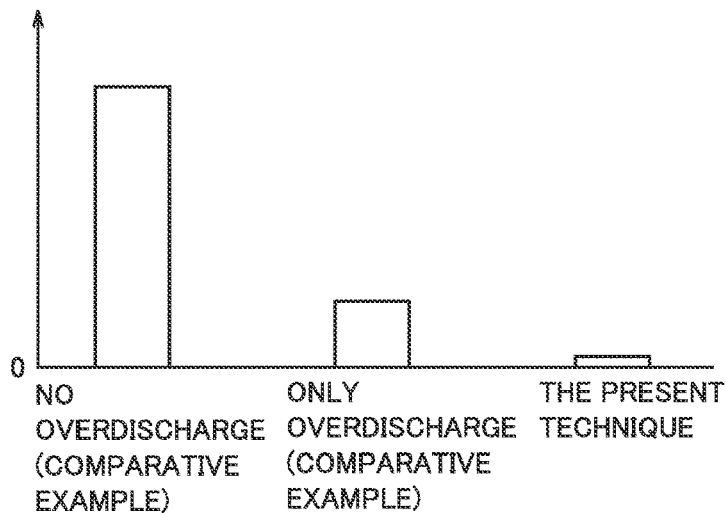 0
NO
OVERDISCHARGE
(COMPARATIVE
EXAMPLE)
ONLY
OVERDISCHARGE
(COMPARATIVE
EXAMPLE)
THE PRESENT
TECHNIQUE